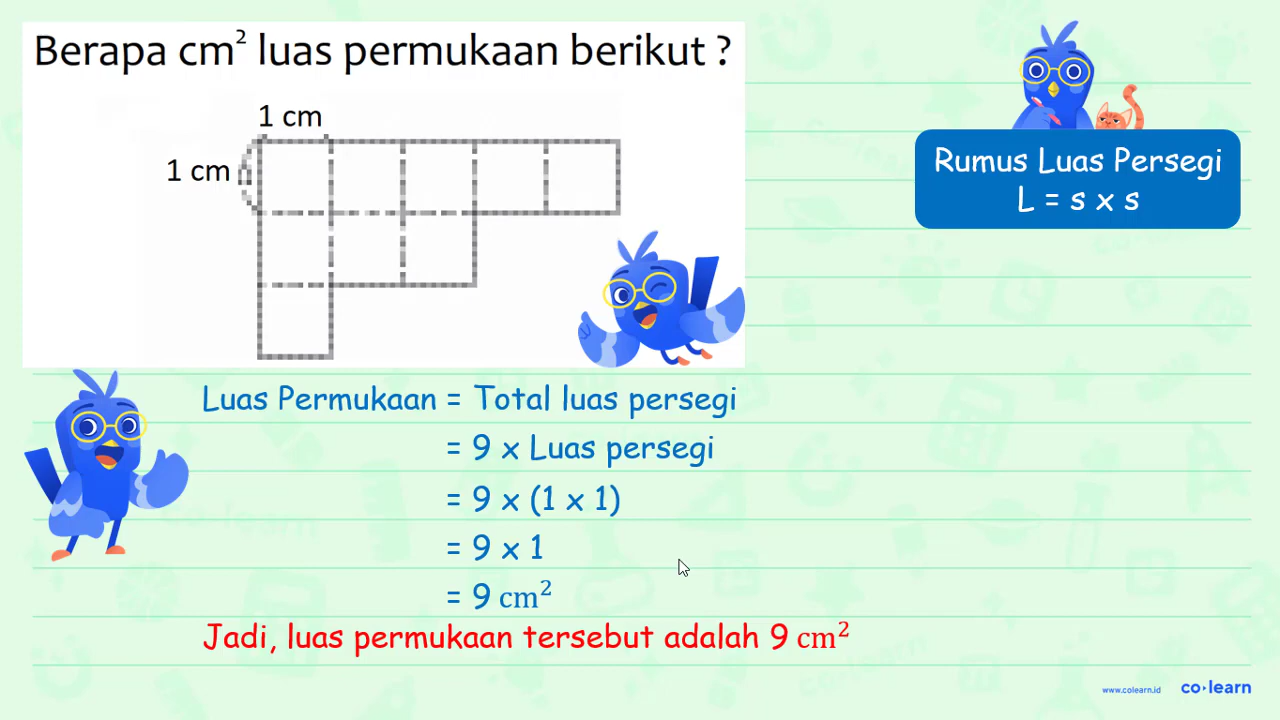 Berapa cm² luas permukaan berikut ?
1 cm
1 cm
Rumus Luas Persegi
L = s x s
Luas Permukaan = Total luas persegi
= 9 x Luas persegi
= 9 x (1 x 1)
= 9 x 1
= 9 cm²
Jadi, luas permukaan tersebut adalah 9 cm²
www.colearn.id co·learn